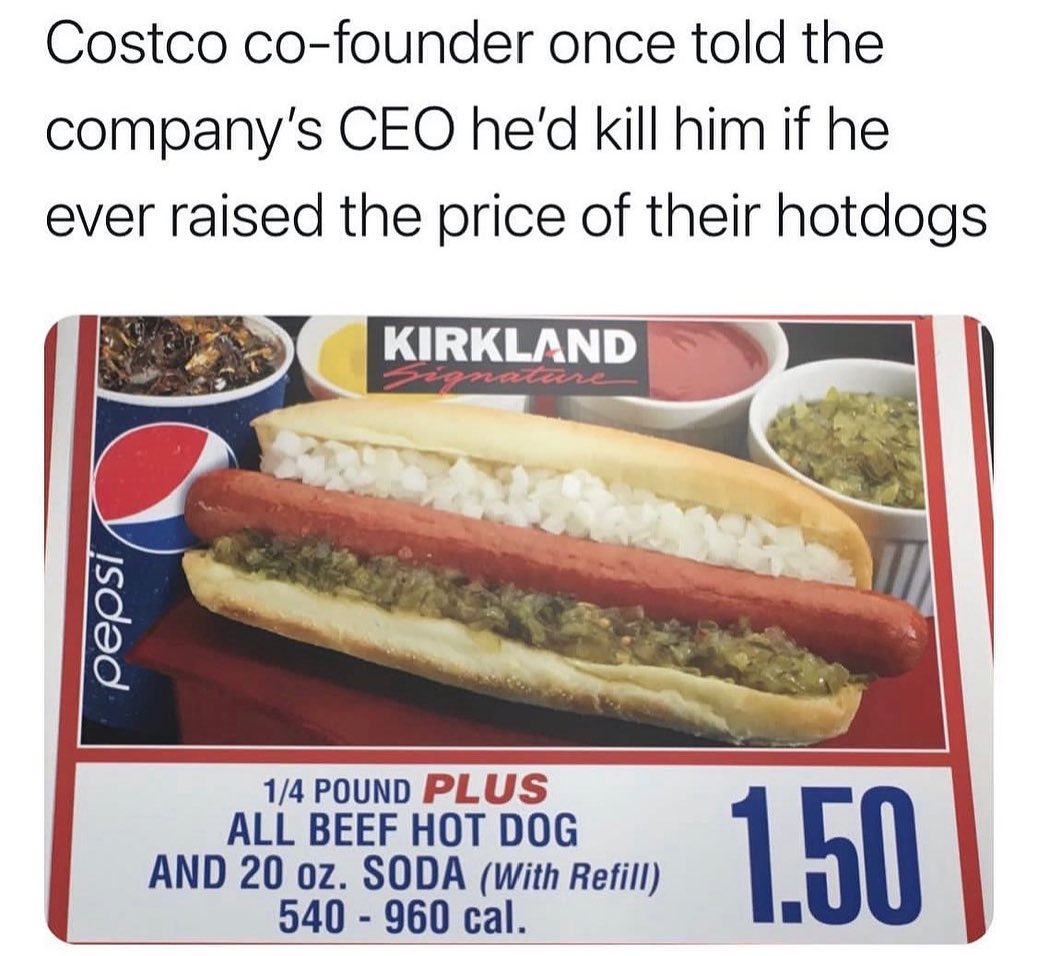 Costco co-founder once told the
company's CEO he'd kill him if he
ever raised the price of their hotdogs
KIRKLAND
Signature
pepsi
1/4 POUND PLUS
ALL BEEF HOT DOG
AND 20 oz. SODA (With Refill)
540 - 960 cal.
1.50